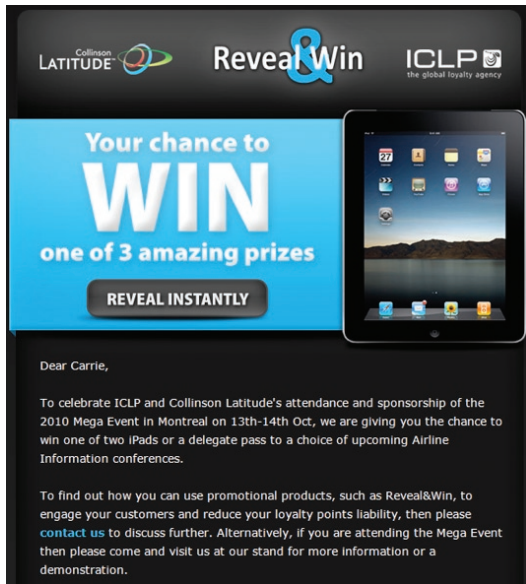 Collinson
LATITUDE™
Reveal & Win
ICLP
the global loyalty agency
Your chance to
WIN
one of 3 amazing prizes
REVEAL INSTANTLY
27
Dear Carrie,
To celebrate ICLP and Collinson Latitude's attendance and sponsorship of the
2010 Mega Event in Montreal on 13th-14th Oct, we are giving you the chance to
win one of two iPads or a delegate pass to a choice of upcoming Airline
Information conferences.
To find out how you can use promotional products, such as Reveal&Win, to
engage your customers and reduce your loyalty points liability, then please
contact us to discuss further. Alternatively, if you are attending the Mega Event
then please come and visit us at our stand for more information or a
demonstration.